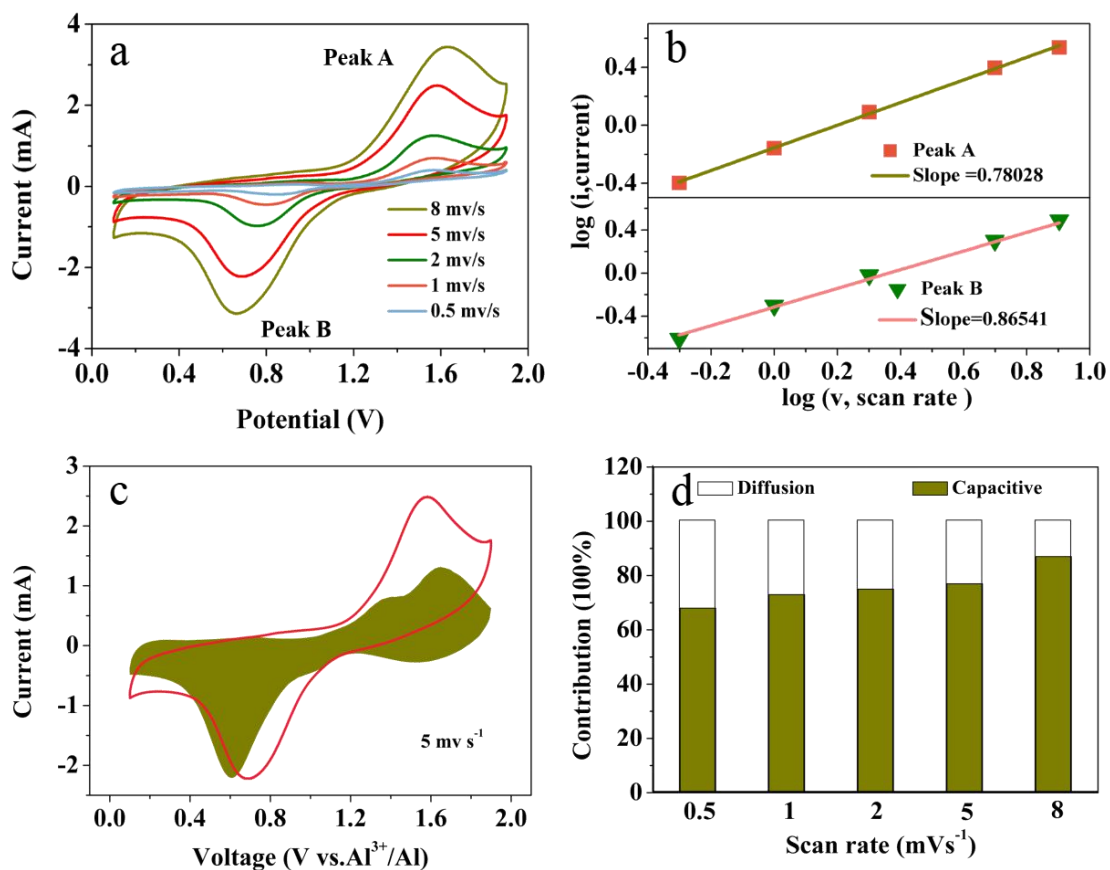 a
Peak A
Peak B
8 mv/s
5 mv/s
2 mv/s
1 mv/s
0.5 mv/s
4
2
0
-2
-4
0.0 0.4 0.8 1.2 1.6 2.0
Current (mA)
Potential (V)
b
Peak A
Slope =0.78028
Peak B
Slope=0.86541
0.4
0.0
-0.4
0.4
-0.0
-0.4
-0.4 -0.2 0.0 0.2 0.4 0.6 0.8 1.0
log (i,current)
log (v, scan rate )
c
5 mv s-1
3
2
1
0
-1
-2
0.0 0.4 0.8 1.2 1.6 2.0
Current (mA)
Voltage (V vs.Al3+/Al)
d
Diffusion
Capacitive
120
100
80
60
40
20
0
0.5 1 2 5 8
Contribution (100%)
Scan rate (mVs-1)